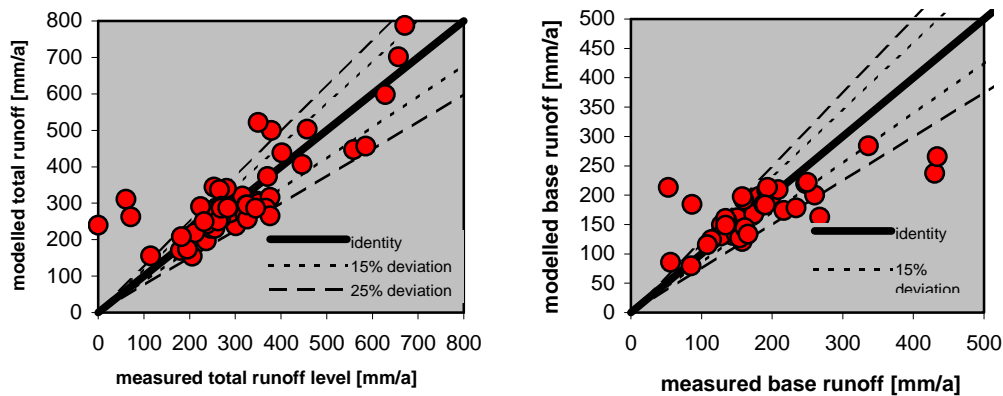 modelled total runoff [mm/a]
800
700
600
500
400
300
200
100
0
identity
15% deviation
25% deviation
0 100 200 300 400 500 600 700 800
measured total runoff level [mm/a]
modelled base runoff [mm/a]
500
450
400
350
300
250
200
150
100
50
0
identity
15%
deviation
0 100 200 300 400 500
measured base runoff [mm/a]